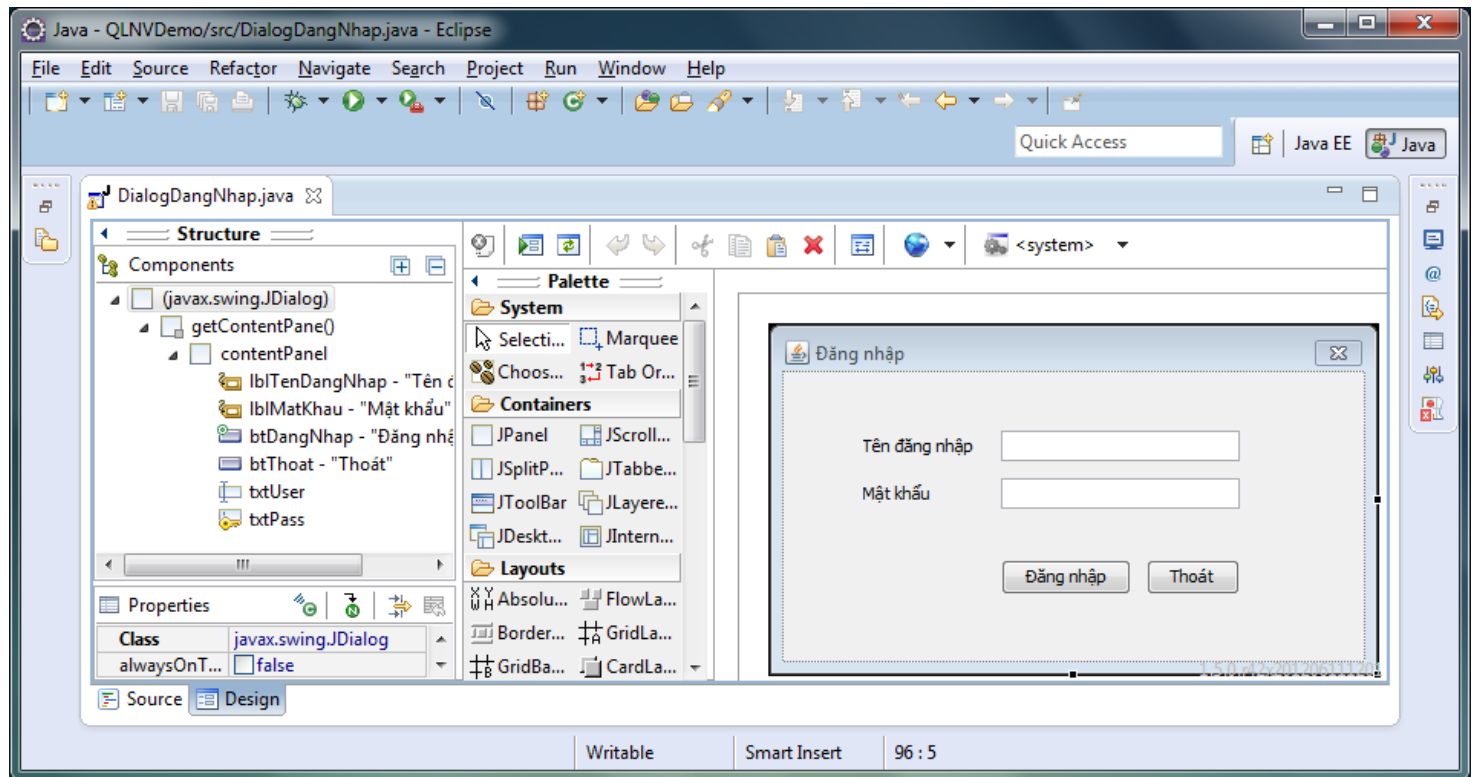 Java - QLNVDemo/src/DialogDangNhap.java - Eclipse
File Edit Source Refactor Navigate Search Project Run Window Help
Quick Access
Java EE
Java
DialogDangNhap.java
Structure
Components
(javax.swing.JDialog)
getContentPane()
contentPanel
lblTenDangNhap - "Tên đ
lblMatKhau - "Mật khẩu"
btDangNhap - "Đăng nhậ
btThoat - "Thoát"
txtUser
txtPass
Properties
Class javax.swing.JDialog
alwaysOnT... false
<system>
Palette
System
Selecti... Marquee
Choos... Tab Or...
Containers
JPanel JScroll...
JSplitP... JTabbe...
JToolBar JLayere...
JDeskt... JIntern...
Layouts
Absolu... FlowLa...
Border... GridLa...
GridBa... CardLa...
Đăng nhập
Tên đăng nhập
Mật khẩu
Đăng nhập Thoát
Source Design
Writable Smart Insert 96 : 5